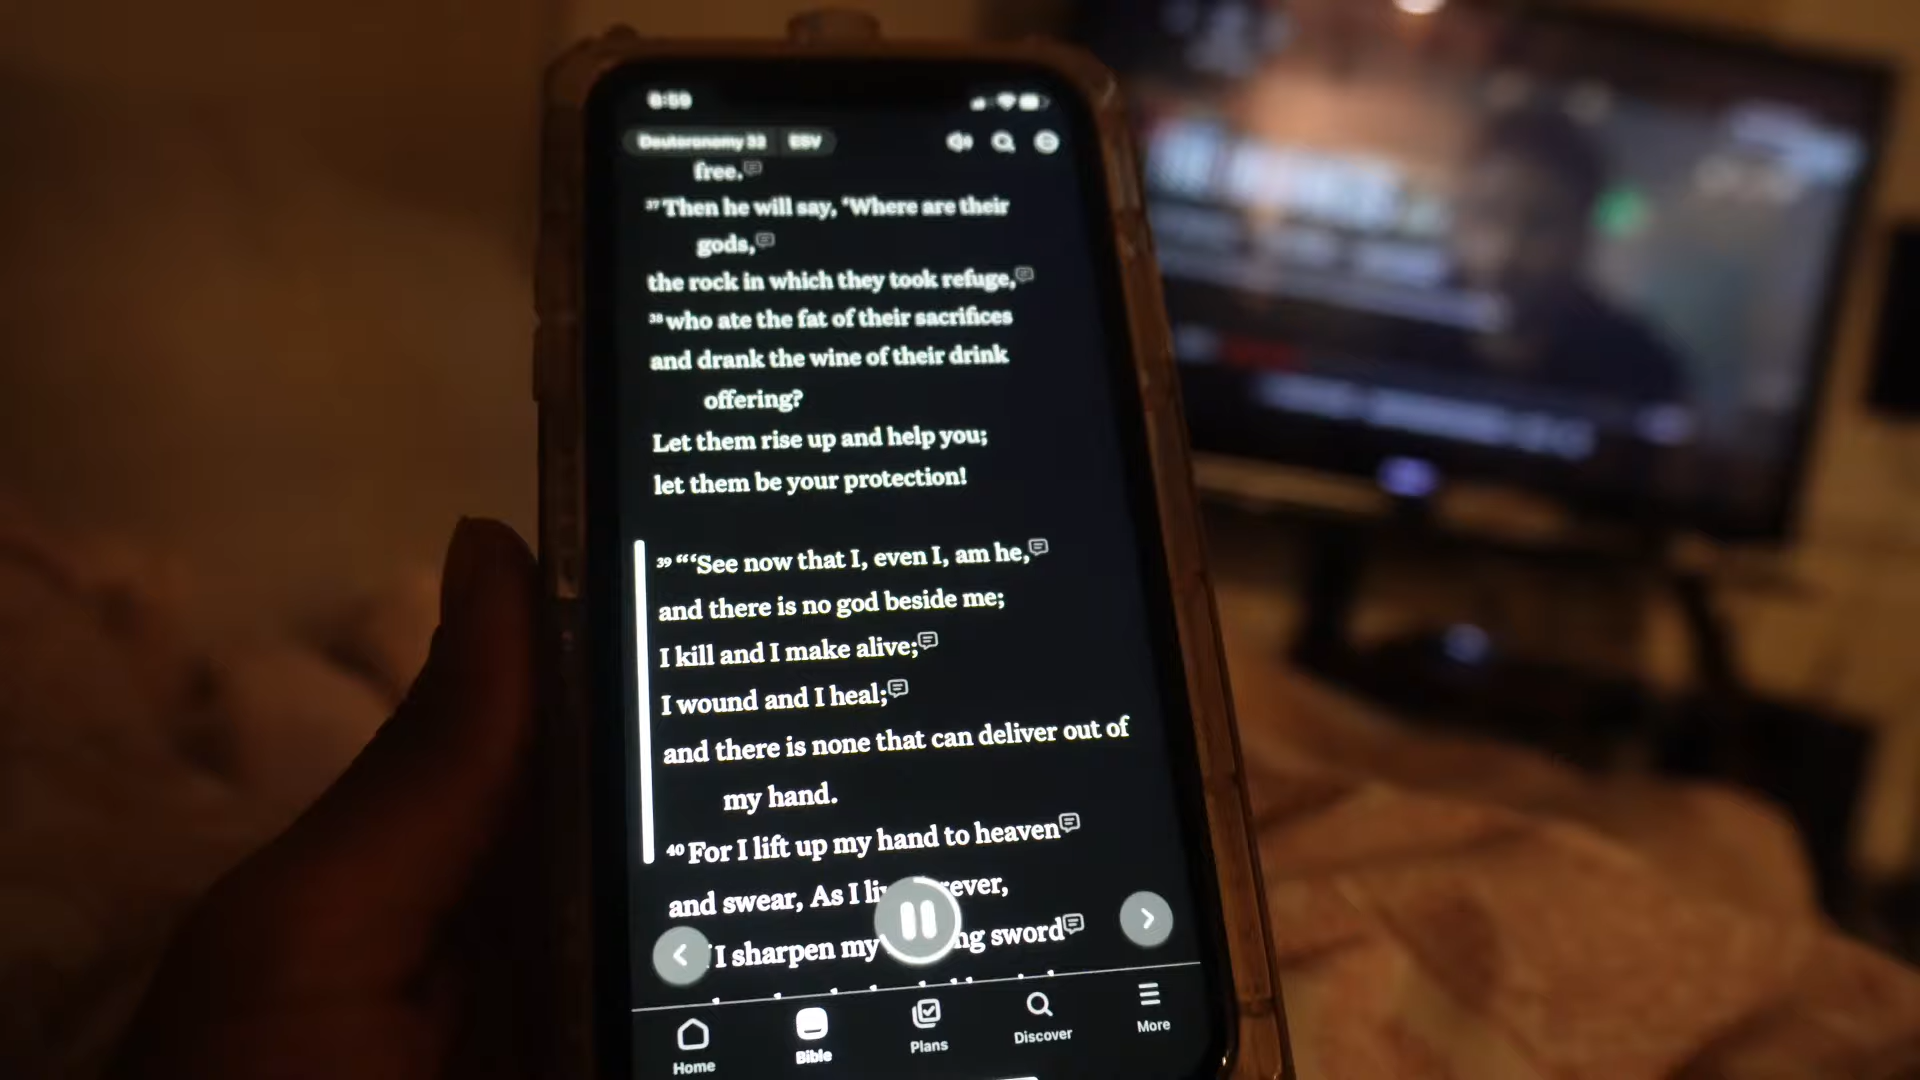 8:59
Deuteronomy 32 ESV
free.
37 Then he will say, ‘Where are their
gods,
the rock in which they took refuge,
38 who ate the fat of their sacrifices
and drank the wine of their drink
offering?
Let them rise up and help you;
let them be your protection!
39 “‘See now that I, even I, am he,
and there is no god beside me;
I kill and I make alive;
I wound and I heal;
and there is none that can deliver out of
my hand.
40 For I lift up my hand to heaven
and swear, As I
I sharpen my sword
Home
Bible
Plans
Discover
More